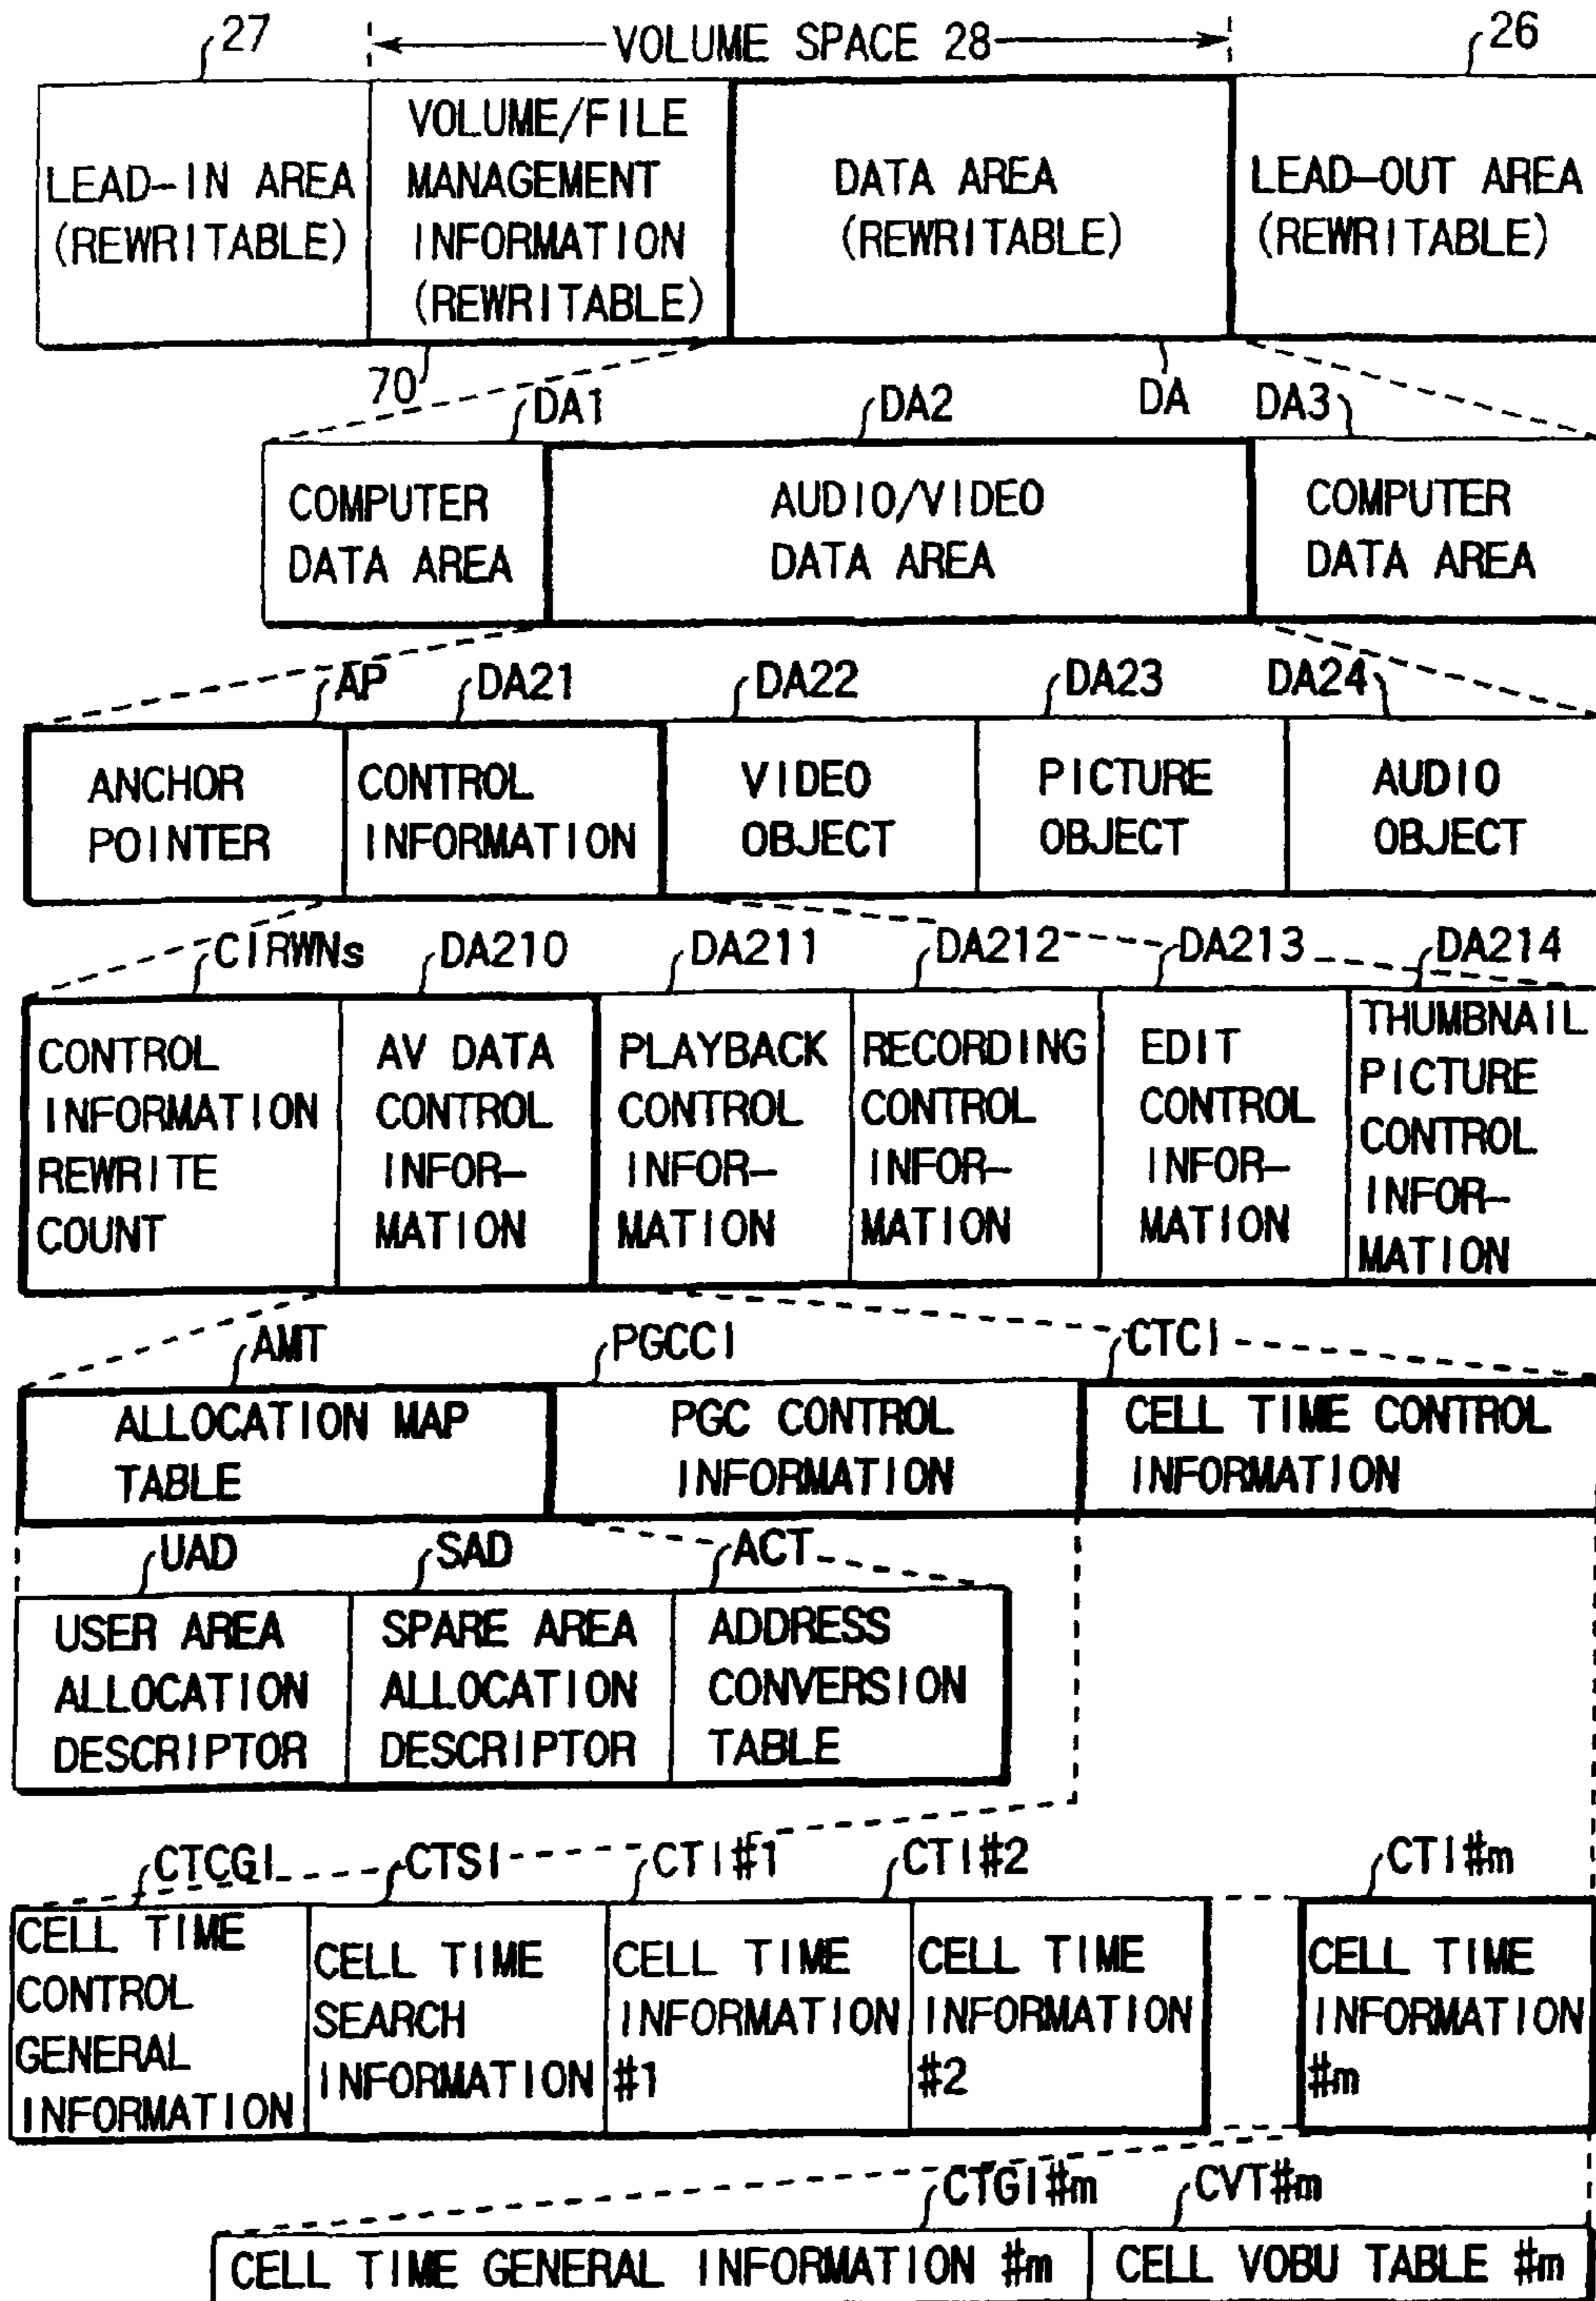 27
VOLUME SPACE 28
26
LEAD-IN AREA
(REWRITABLE)
VOLUME/FILE
MANAGEMENT
INFORMATION
(REWRITABLE)
DATA AREA
(REWRITABLE)
LEAD-OUT AREA
(REWRITABLE)
70
DA1
DA2
DA
DA3
COMPUTER
DATA AREA
AUDIO/VIDEO
DATA AREA
COMPUTER
DATA AREA
AP
DA21
DA22
DA23
DA24
ANCHOR
POINTER
CONTROL
INFORMATION
VIDEO
OBJECT
PICTURE
OBJECT
AUDIO
OBJECT
CIRWNs
DA210
DA211
DA212
DA213
DA214
CONTROL
INFORMATION
REWRITE
COUNT
AV DATA
CONTROL
INFOR-
MATION
PLAYBACK
CONTROL
INFOR-
MATION
RECORDING
CONTROL
INFOR-
MATION
EDIT
CONTROL
INFOR-
MATION
THUMBNAIL
PICTURE
CONTROL
INFOR-
MATION
AMT
PGCCI
CTCI
ALLOCATION MAP
TABLE
PGC CONTROL
INFORMATION
CELL TIME CONTROL
INFORMATION
UAD
SAD
ACT
USER AREA
ALLOCATION
DESCRIPTOR
SPARE AREA
ALLOCATION
DESCRIPTOR
ADDRESS
CONVERSION
TABLE
CTCGI
CTSI
CTI#1
CTI#2
CTI#m
CELL TIME
CONTROL
GENERAL
INFORMATION
CELL TIME
SEARCH
INFORMATION
CELL TIME
INFORMATION
#1
CELL TIME
INFORMATION
#2
CELL TIME
INFORMATION
#m
CTGI#m
CVT#m
CELL TIME GENERAL INFORMATION #m
CELL VOBU TABLE #m